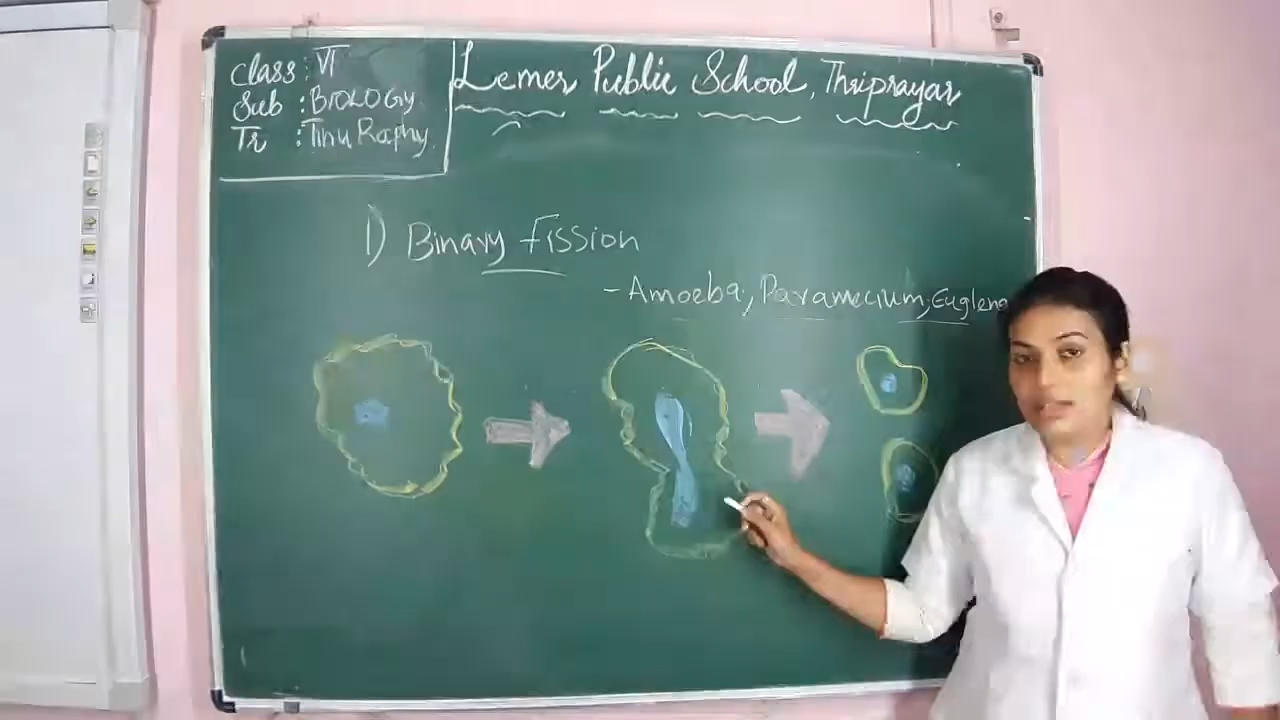 Class : VI
Sub : BIOLOGY
Tr : Tinu Raphy
Lemer Public School, Thriprayar
1) Binary fission
- Amoeba, Paramecium, Euglena